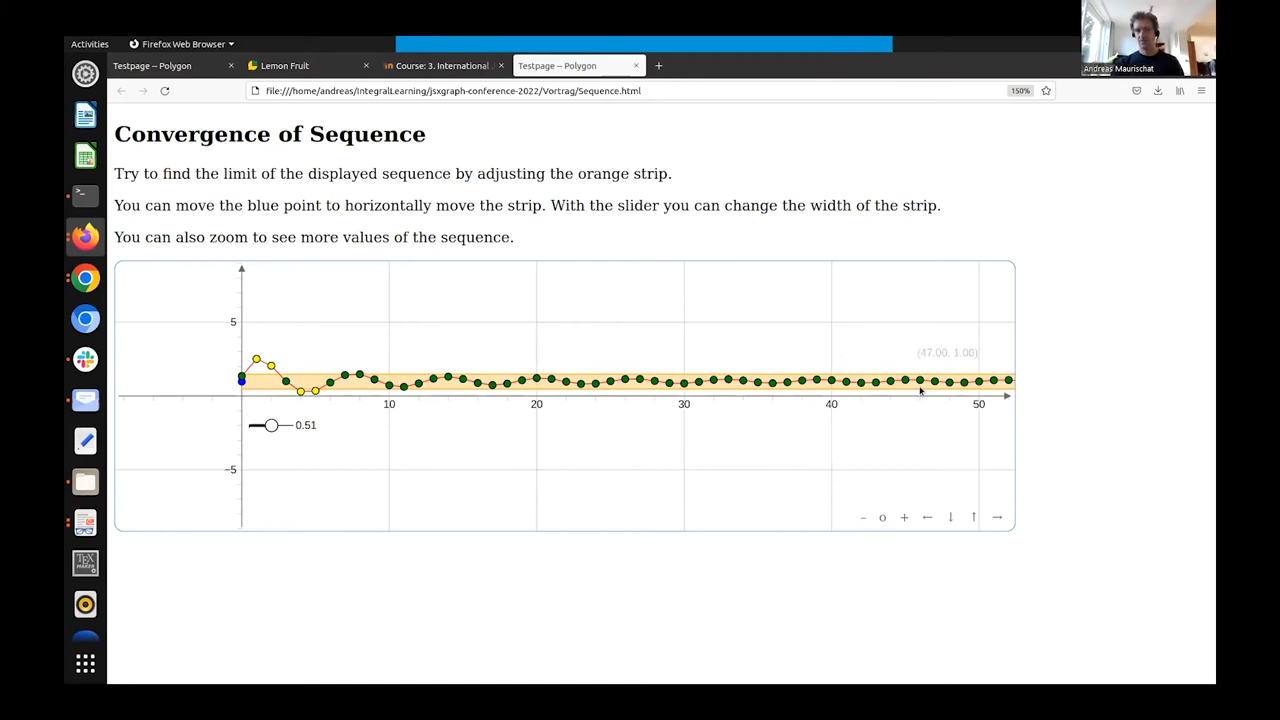 Andreas Maurischat
Activities
Firefox Web Browser
Testpage – Polygon
Lemon Fruit
Course: 3. International J
Testpage – Polygon
file:///home/andreas/IntegralLearning/jsxgraph-conference-2022/Vortrag/Sequence.html
150%
Convergence of Sequence
Try to find the limit of the displayed sequence by adjusting the orange strip.
You can move the blue point to horizontally move the strip. With the slider you can change the width of the strip.
You can also zoom to see more values of the sequence.
5
(47.00, 1.00)
10 20 30 40 50
0.51
−5
– o + ← ↓ ↑ →